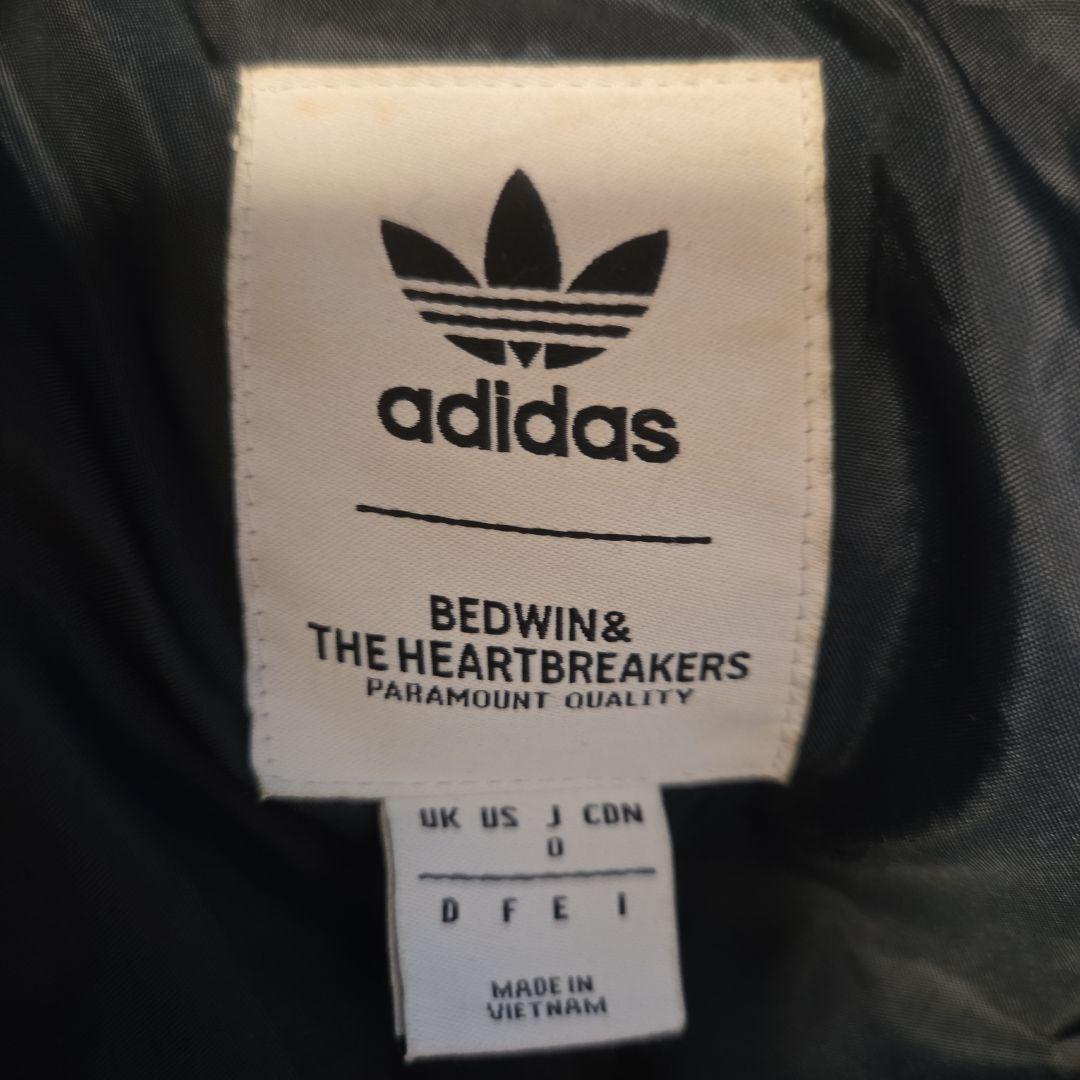 adidas
BEDWIN&
THE HEARTBREAKERS
PARAMOUNT QUALITY
UK US J CDN
O
D F E I
MADE IN
VIETNAM